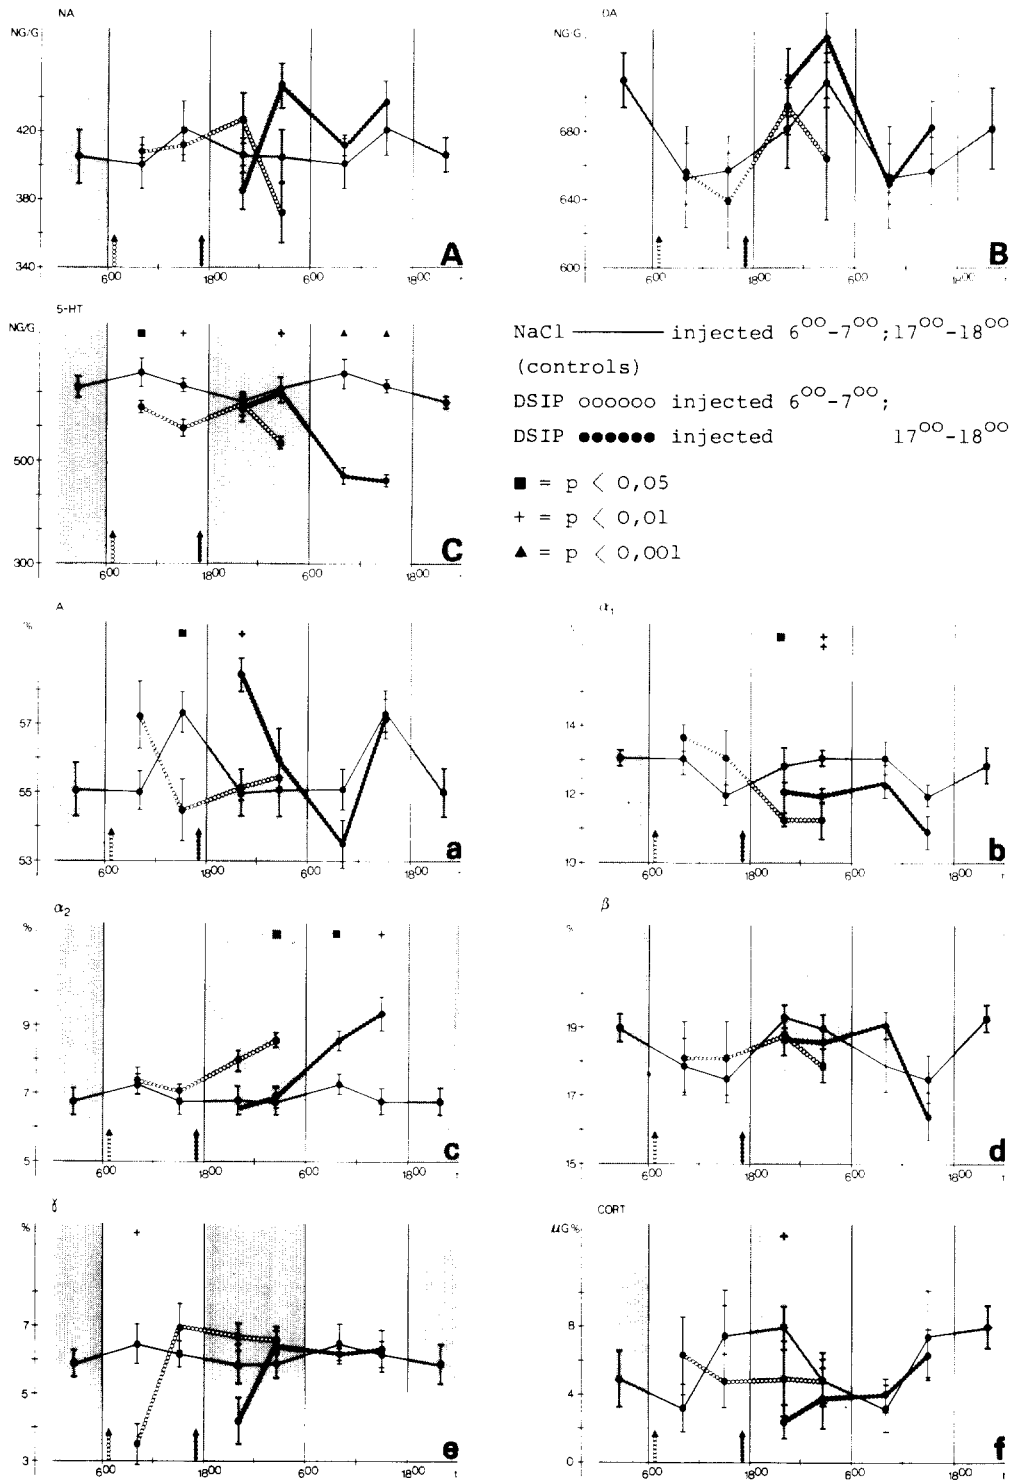 NA
NG/G
420
380
340
6⁰⁰ 18⁰⁰ 6⁰⁰ 18⁰⁰ t
A
DA
NG/G
680
640
600
6⁰⁰ 18⁰⁰ 6⁰⁰ 18⁰⁰ t
B
5-HT
NG/G
500
300
6⁰⁰ 18⁰⁰ 6⁰⁰ 18⁰⁰ t
C
NaCl ——— injected 6⁰⁰-7⁰⁰;17⁰⁰-18⁰⁰
(controls)
DSIP oooooo injected 6⁰⁰-7⁰⁰;
DSIP ●●●●●● injected 17⁰⁰-18⁰⁰
■ = p < 0,05
+ = p < 0,01
▲ = p < 0,001
A
%
57
55
53
6⁰⁰ 18⁰⁰ 6⁰⁰ 18⁰⁰ t
a
α₁
14
12
10
6⁰⁰ 18⁰⁰ 6⁰⁰ 18⁰⁰ t
b
α₂
%
9
7
5
6⁰⁰ 18⁰⁰ 6⁰⁰ 18⁰⁰ t
c
β
%
19
17
15
6⁰⁰ 18⁰⁰ 6⁰⁰ 18⁰⁰ t
d
γ
%
7
5
3
6⁰⁰ 18⁰⁰ 6⁰⁰ 18⁰⁰ t
e
CORT
μG%
8
4
0
6⁰⁰ 18⁰⁰ 6⁰⁰ 18⁰⁰ t
f